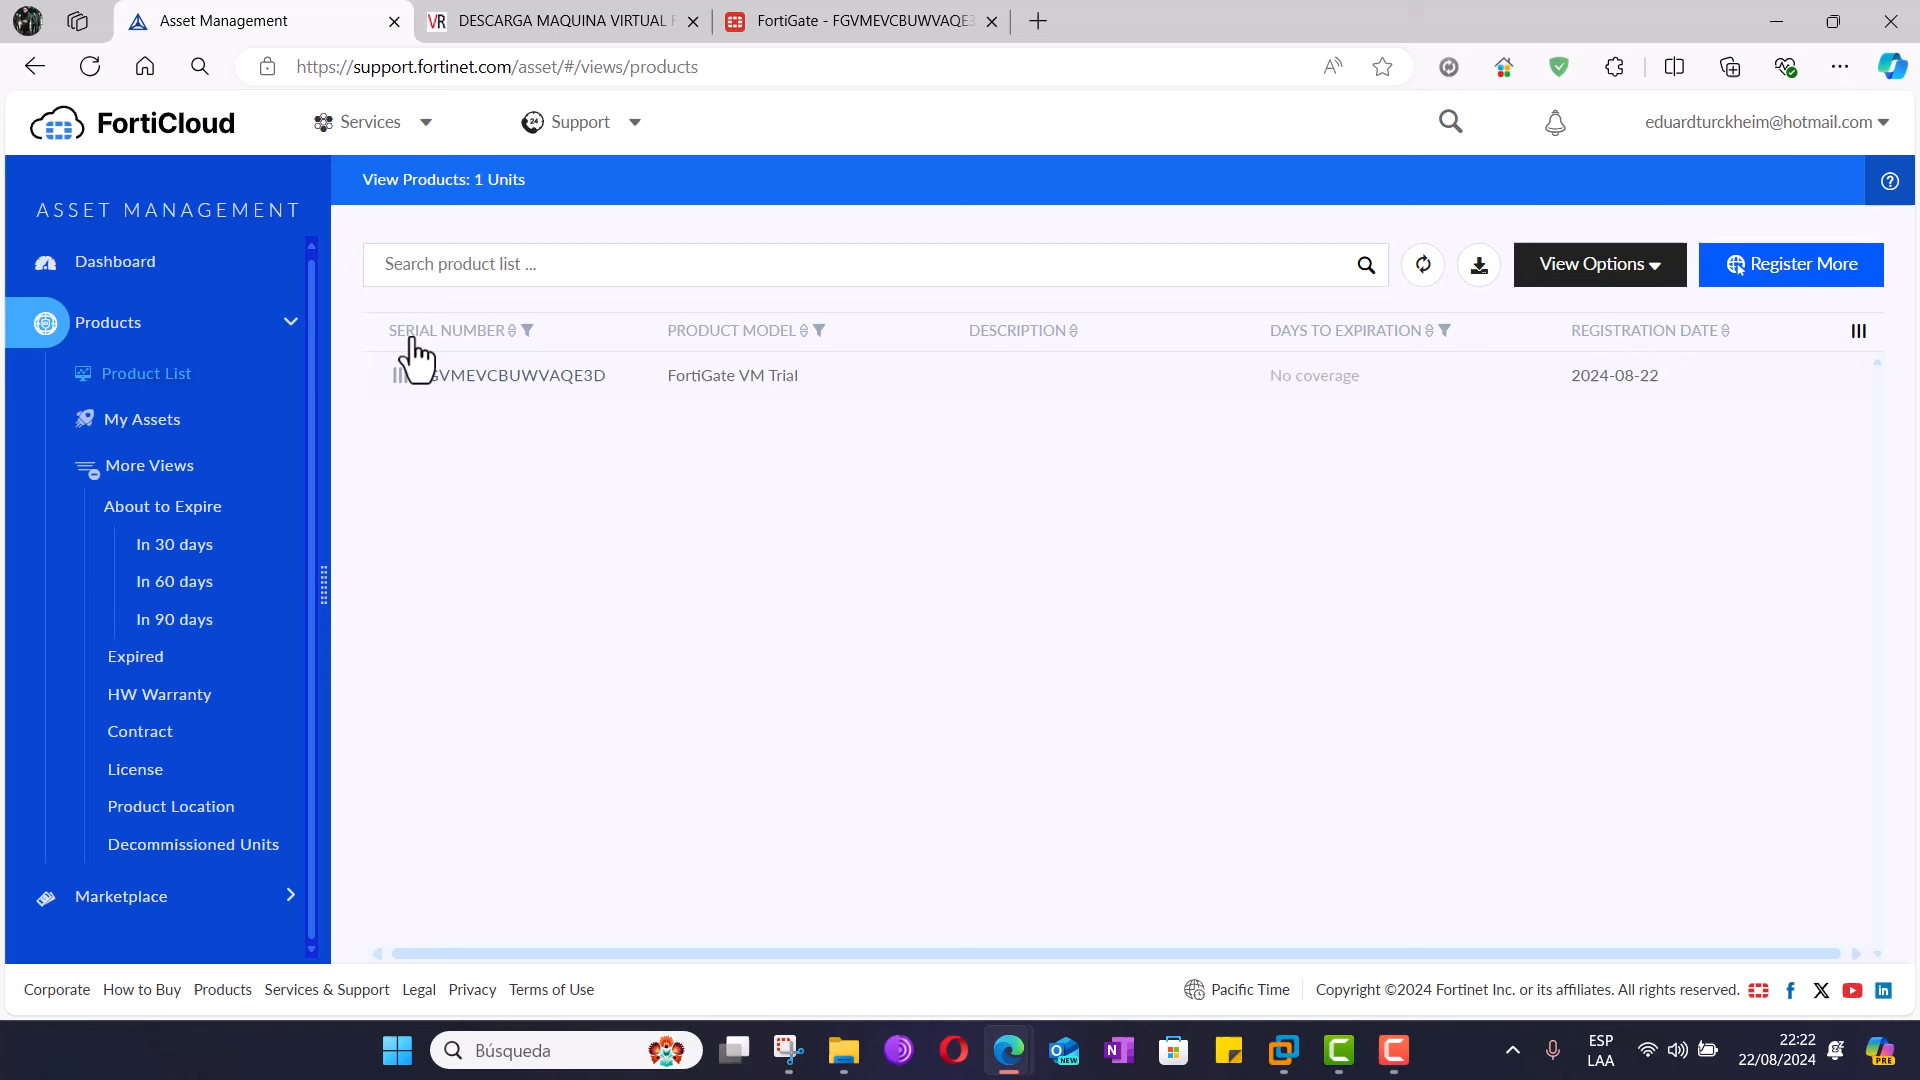 Asset Management
DESCARGA MAQUINA VIRTUAL
FortiGate - FGVMEVCBUWVAQE3
https://support.fortinet.com/asset/#/views/products
FortiCloud
Services
Support
eduardturckheim@hotmail.com
View Products: 1 Units
ASSET MANAGEMENT
Dashboard
Products
Product List
My Assets
More Views
About to Expire
In 30 days
In 60 days
In 90 days
Expired
HW Warranty
Contract
License
Product Location
Decommissioned Units
Marketplace
Search product list ...
View Options
Register More
SERIAL NUMBER PRODUCT MODEL DESCRIPTION DAYS TO EXPIRATION REGISTRATION DATE
GVMEVCBUWVAQE3D FortiGate VM Trial No coverage 2024-08-22
Corporate How to Buy Products Services & Support Legal Privacy Terms of Use
Pacific Time
Copyright ©2024 Fortinet Inc. or its affiliates. All rights reserved.
Búsqueda
ESP
LAA
22:22
22/08/2024